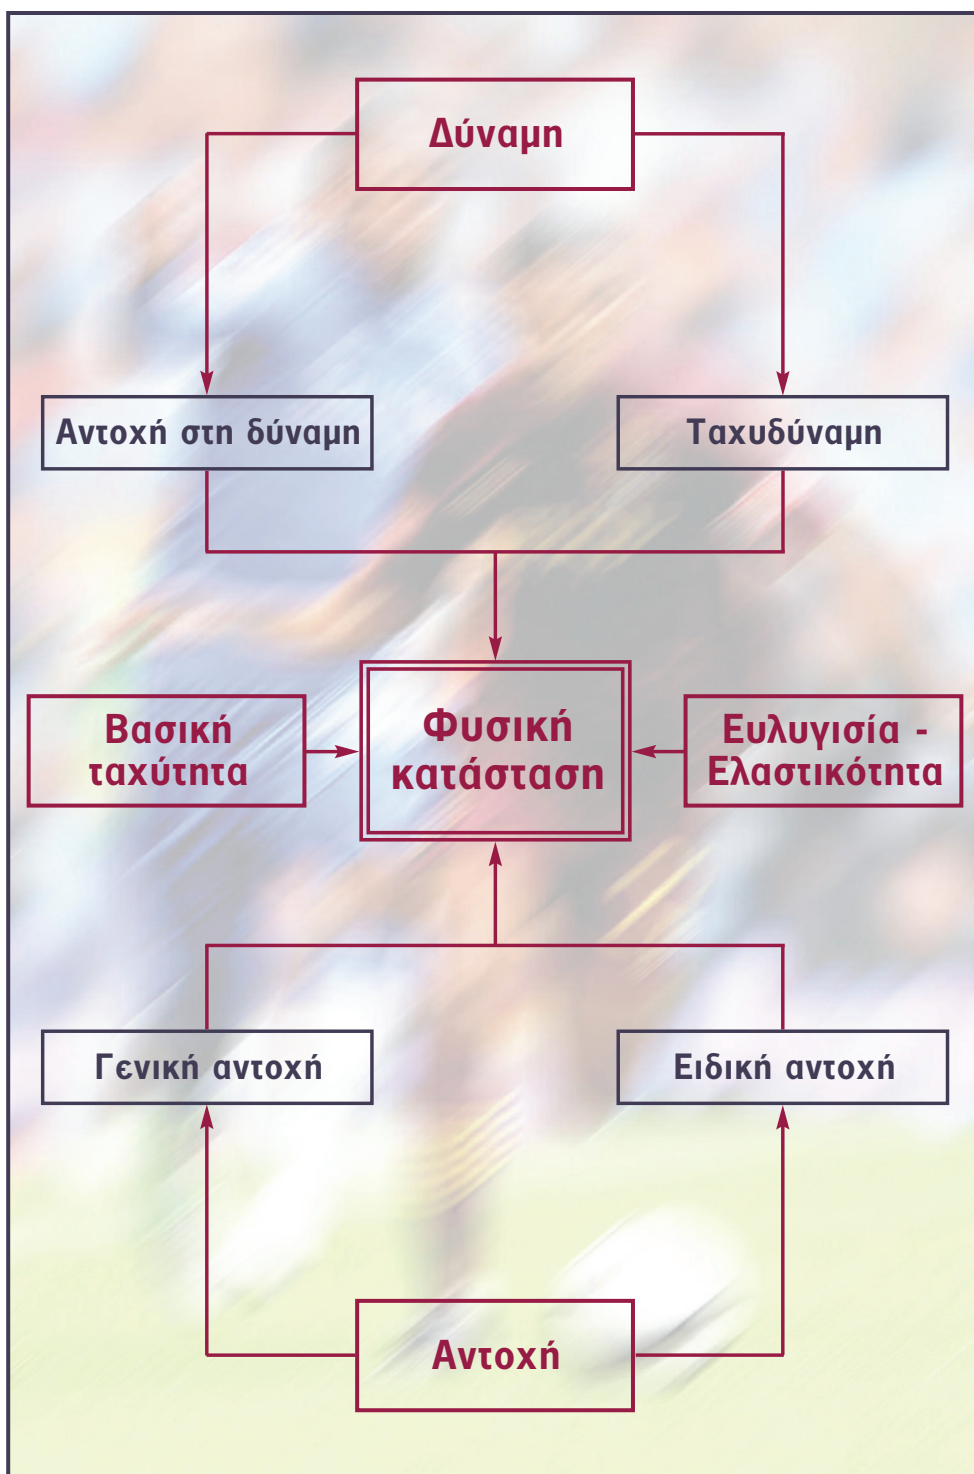 Δύναμη
Αντοχή στη δύναμη
Ταχυδύναμη
Βασική
ταχύτητα
Φυσική
κατάσταση
Ευλυγισία -
Ελαστικότητα
Γενική αντοχή
Ειδική αντοχή
Αντοχή